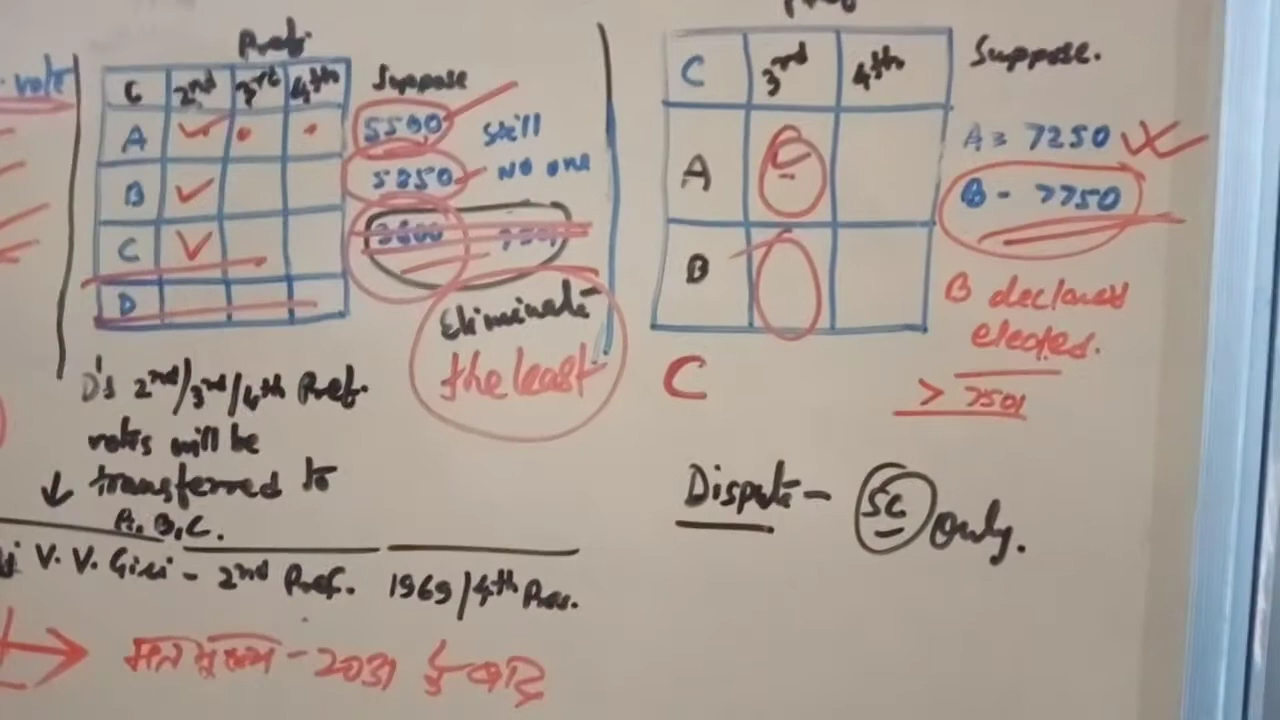 vote
Pref.
C 2nd 3rd 4th
Suppose
A
5500
still
B
5850
No one
C
D
Eliminate
the least
D's 2nd/3rd/4th Pref.
votes will be
transferred to
A, B, C.
V. V. Giri - 2nd Pref. 1969/4th Pres.
C 3rd 4th
Suppose.
A
A = 7250
B - 7750
B
B declared
elected.
> 7501
C
Dispute - SC only.
2031